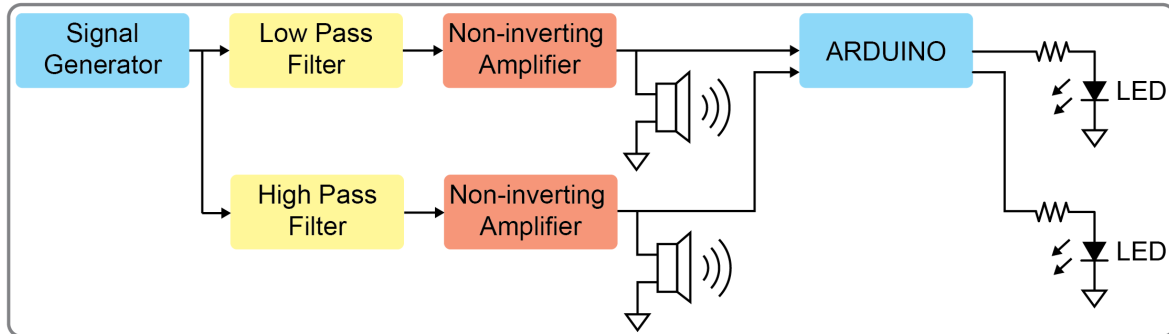 Signal
Generator
Low Pass
Filter
Non-inverting
Amplifier
ARDUINO
LED
High Pass
Filter
Non-inverting
Amplifier
LED